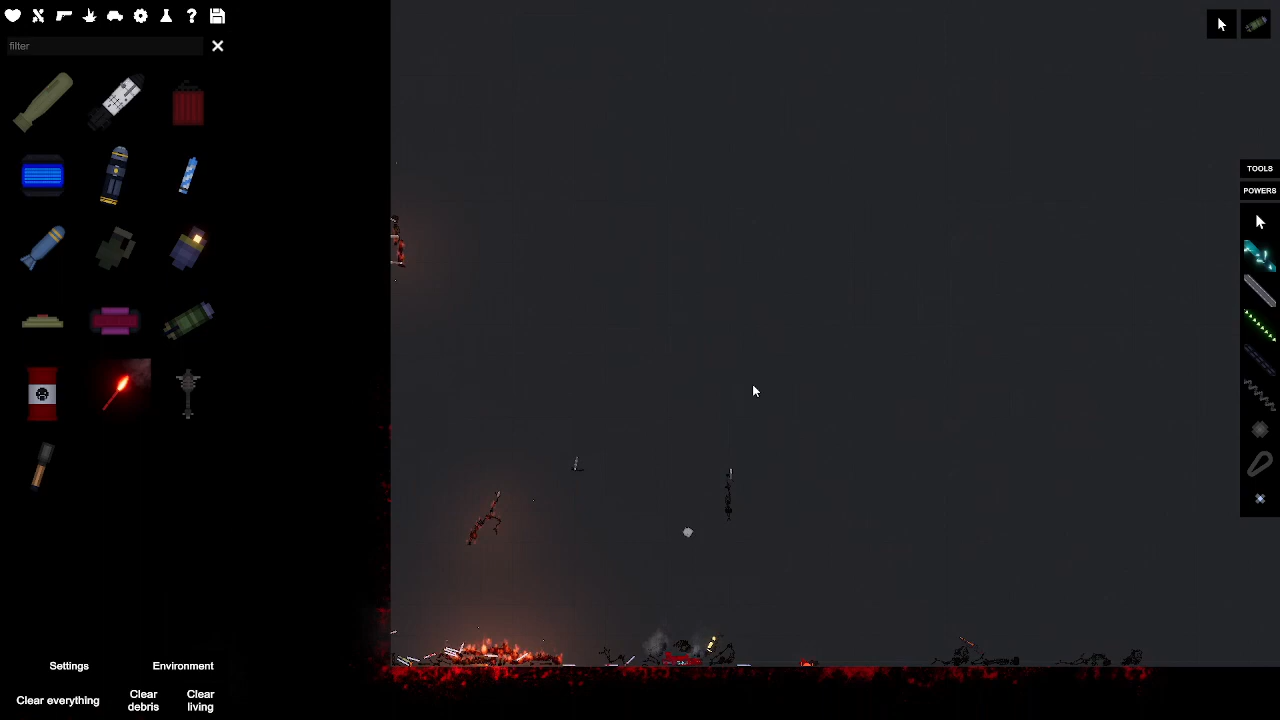 filter
TOOLS
POWERS
Settings
Environment
Clear everything
Clear
debris
Clear
living